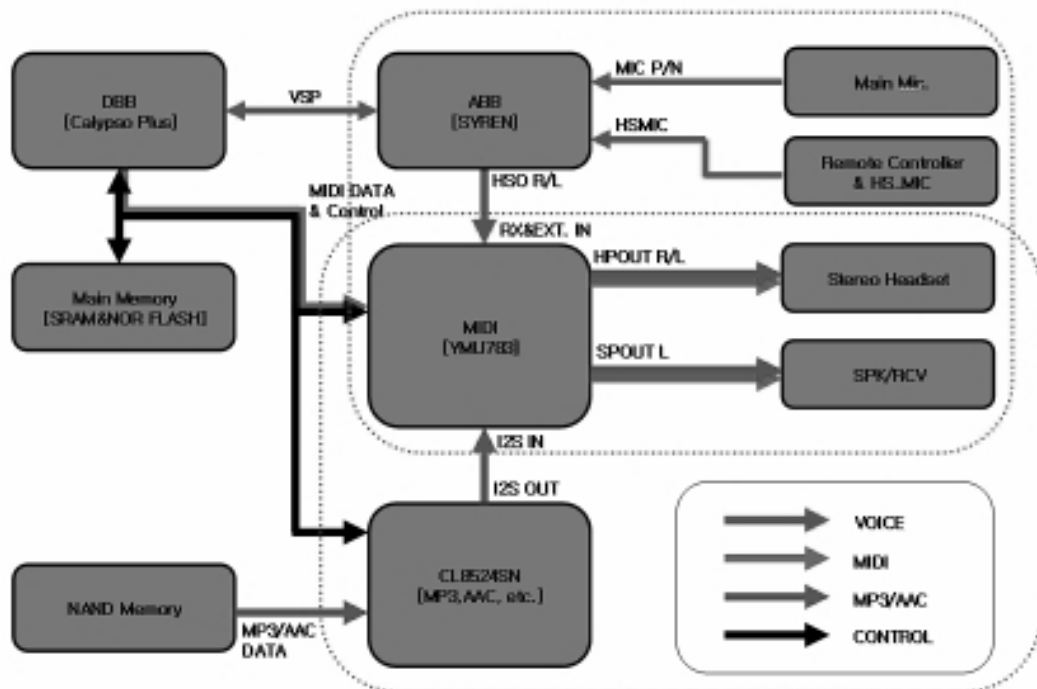 DBB
[Calypso Plus]
VSP
ABB
[SYREN]
MIC P/N
Main Mic.
HSMIC
Remote Controller
& HS_MIC
HSO R/L
MIDI DATA
& Control
RX&EXT. IN
Main Memory
[SRAM&NOR FLASH]
MIDI
[YMU783]
HPOUT R/L
Stereo Headset
SPOUT L
SPK/RCV
I2S IN
I2S OUT
CL8524SN
[MP3,AAC, etc.]
NAND Memory
MP3/AAC
DATA
VOICE
MIDI
MP3/AAC
CONTROL